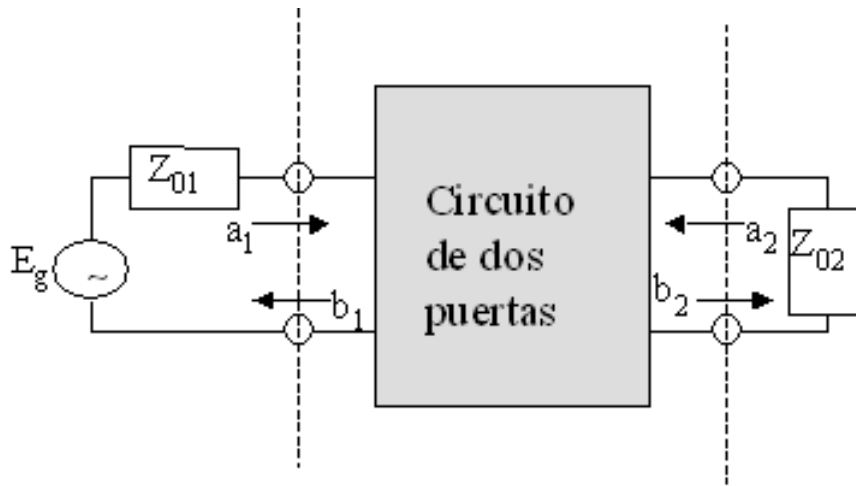 Z01
Eg
~
a1
b1
Circuito
de dos
puertas
a2
b2
Z02